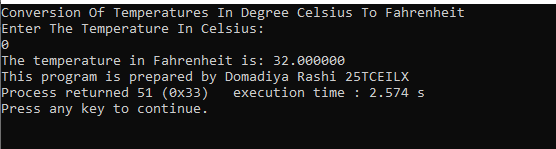 Conversion Of Temperatures In Degree Celsius To Fahrenheit
Enter The Temperature In Celsius:
0
The temperature in Fahrenheit is: 32.000000
This program is prepared by Domadiya Rashi 25TCEILX
Process returned 51 (0x33)   execution time : 2.574 s
Press any key to continue.